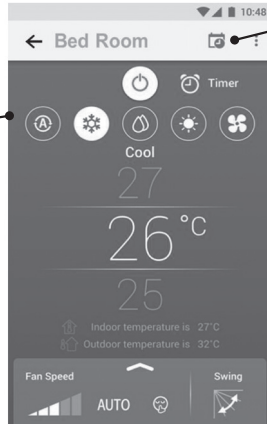 10:48
Bed Room
Timer
A
Cool
27
26°C
25
Indoor temperature is 27°C
Outdoor temperature is 32°C
Fan Speed
Swing
AUTO